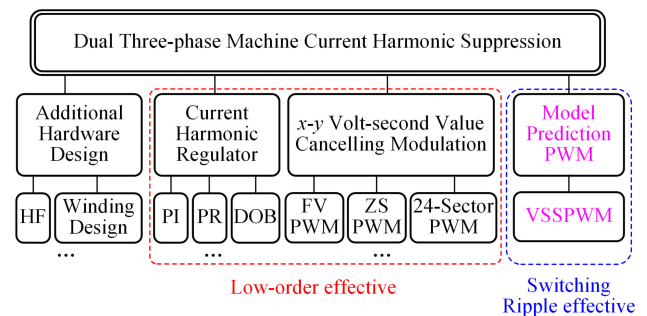 Dual Three-phase Machine Current Harmonic Suppression
Additional
Hardware
Design
Current
Harmonic
Regulator
x-y Volt-second Value
Cancelling Modulation
Model
Prediction
PWM
HF
Winding
Design
PI
PR
DOB
FV
PWM
ZS
PWM
24-Sector
PWM
VSSPWM
...
...
...
Low-order effective
Switching
Ripple effective